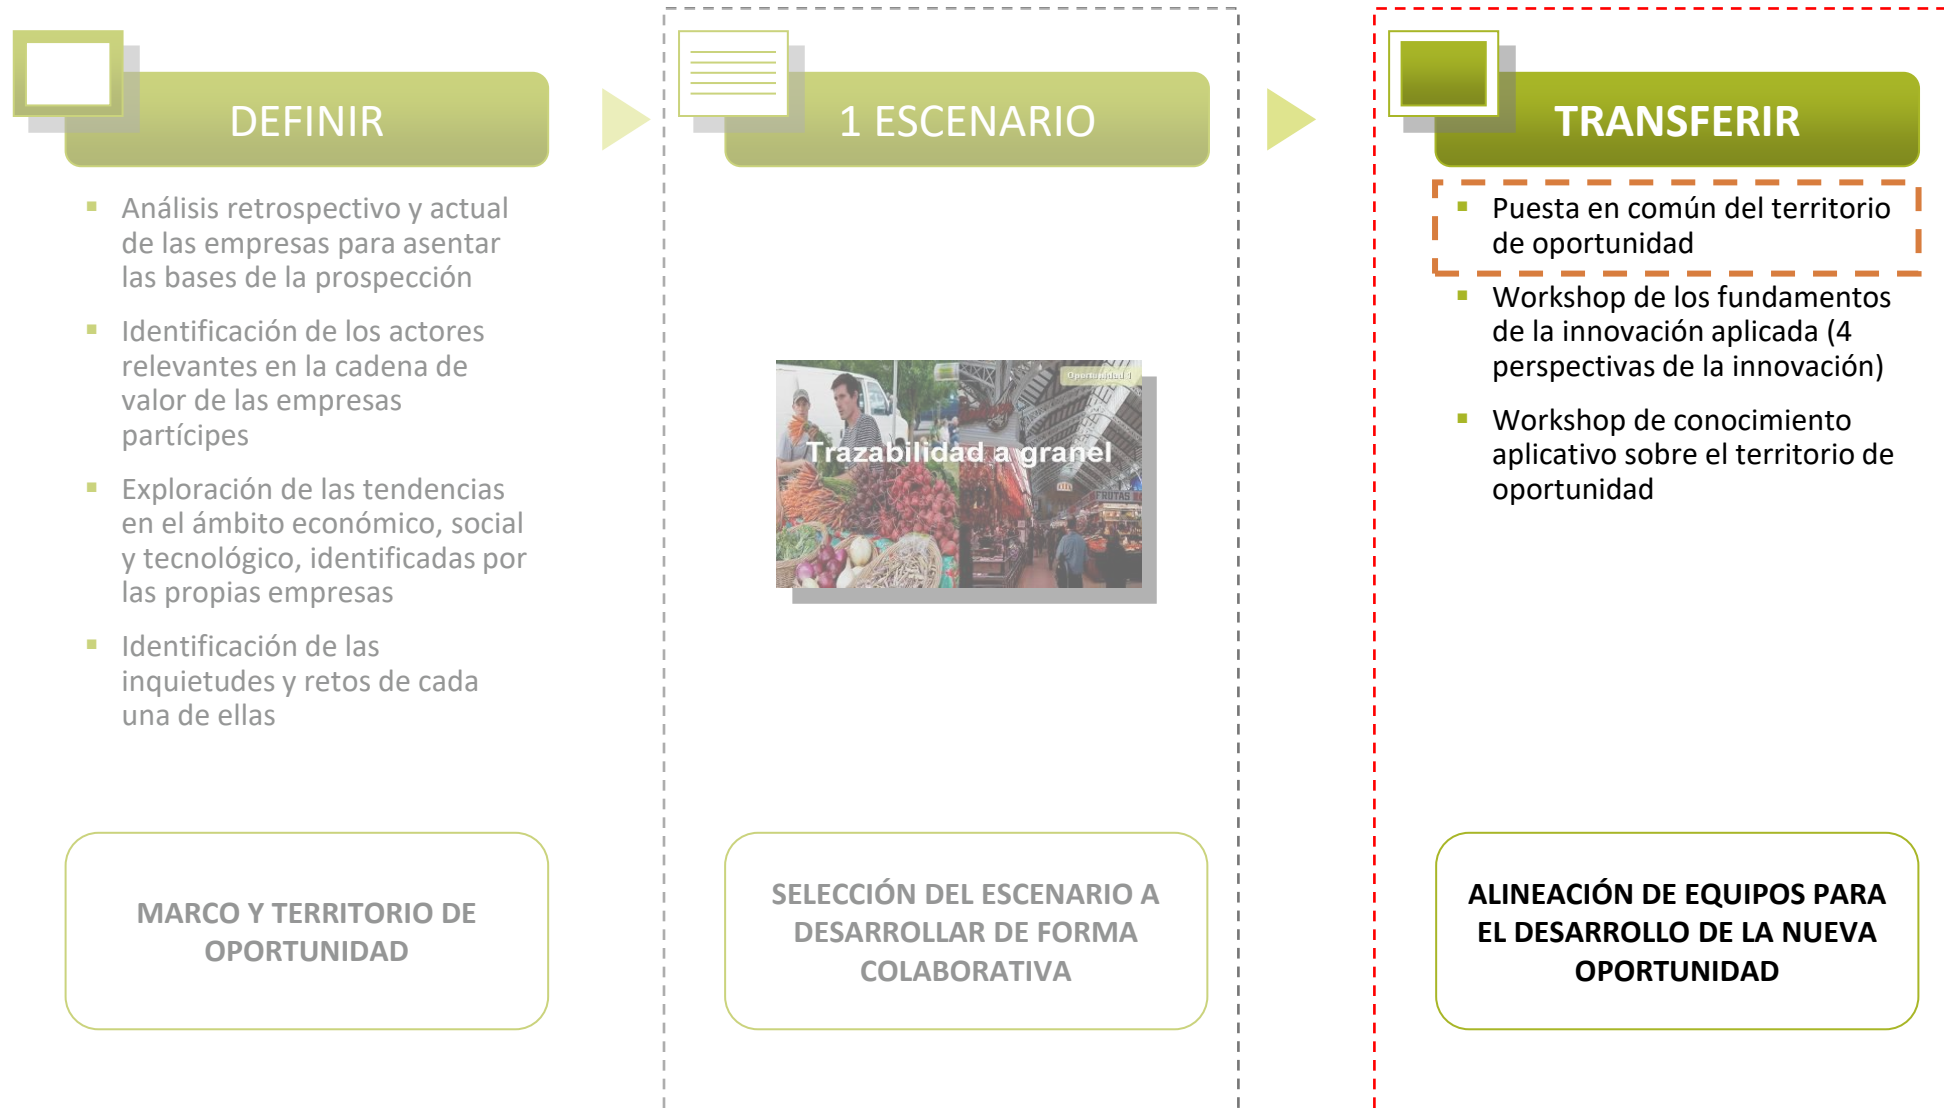 DEFINIR
Análisis retrospectivo y actual
de las empresas para asentar
las bases de la prospección
Identificación de los actores
relevantes en la cadena de
valor de las empresas
partícipes
Exploración de las tendencias
en el ámbito económico, social
y tecnológico, identificadas por
las propias empresas
Identificación de las
inquietudes y retos de cada
una de ellas
MARCO Y TERRITORIO DE
OPORTUNIDAD
1 ESCENARIO
Oportunidad 1
Trazabilidad a granel
FRUTAS
SELECCIÓN DEL ESCENARIO A
DESARROLLAR DE FORMA
COLABORATIVA
TRANSFERIR
Puesta en común del territorio
de oportunidad
Workshop de los fundamentos
de la innovación aplicada (4
perspectivas de la innovación)
Workshop de conocimiento
aplicativo sobre el territorio de
oportunidad
ALINEACIÓN DE EQUIPOS PARA
EL DESARROLLO DE LA NUEVA
OPORTUNIDAD